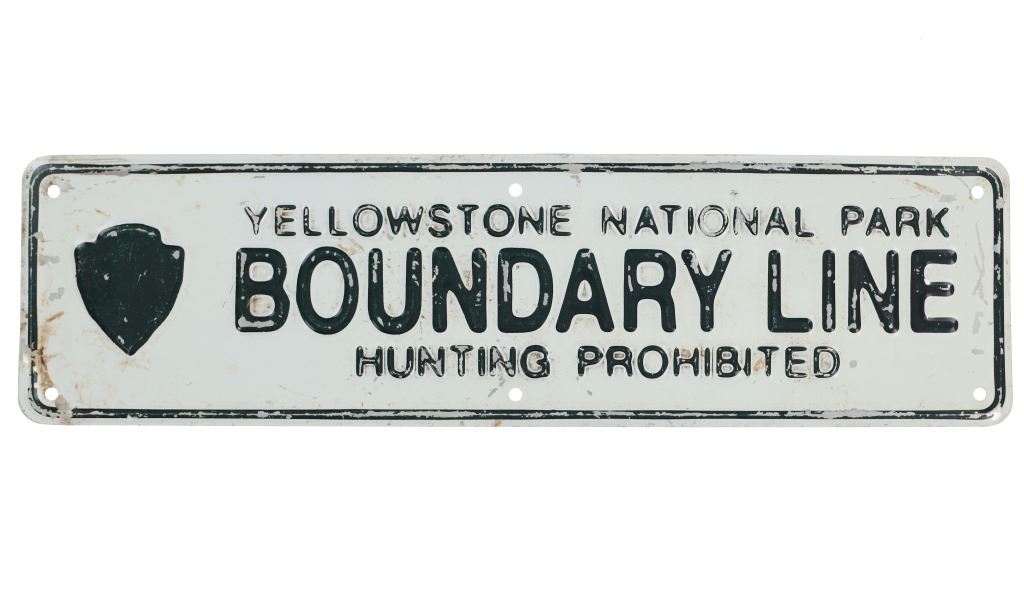 YELLOWSTONE NATIONAL PARK
BOUNDARY LINE
HUNTING PROHIBITED